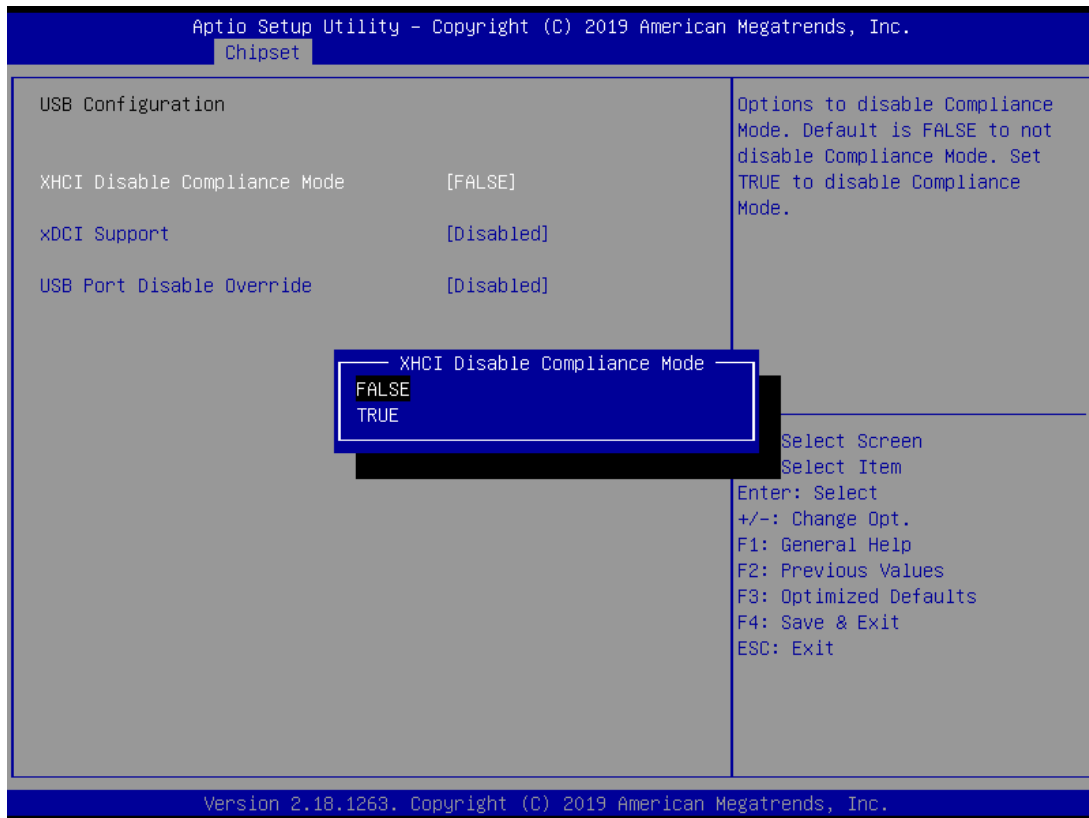 Aptio Setup Utility – Copyright (C) 2019 American Megatrends, Inc.
Chipset
USB Configuration
XHCI Disable Compliance Mode [FALSE]
xDCI Support [Disabled]
USB Port Disable Override [Disabled]
Options to disable Compliance
Mode. Default is FALSE to not
disable Compliance Mode. Set
TRUE to disable Compliance
Mode.
XHCI Disable Compliance Mode
FALSE
TRUE
Select Screen
Select Item
Enter: Select
+/-: Change Opt.
F1: General Help
F2: Previous Values
F3: Optimized Defaults
F4: Save & Exit
ESC: Exit
Version 2.18.1263. Copyright (C) 2019 American Megatrends, Inc.